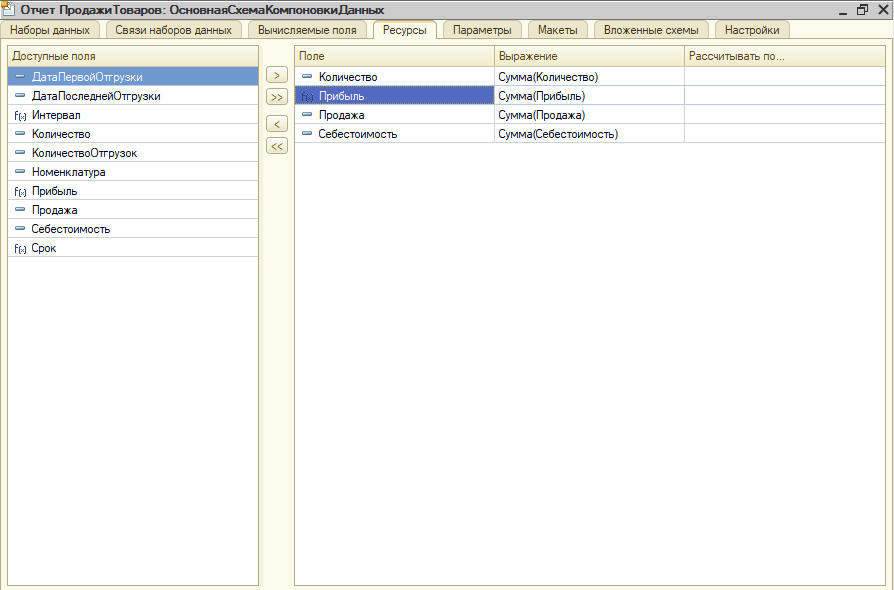 Отчет ПродажиТоваров: ОсновнаяСхемаКомпоновкиДанных
Наборы данных Связи наборов данных Вычисляемые поля Ресурсы Параметры Макеты Вложенные схемы Настройки
Доступные поля
ДатаПервойОтгрузки
ДатаПоследнейОтгрузки
Интервал
Количество
КоличествоОтгрузок
Номенклатура
Прибыль
Продажа
Себестоимость
Срок
>
>>
<
<<
Поле Выражение Рассчитывать по...
Количество Сумма(Количество)
Прибыль Сумма(Прибыль)
Продажа Сумма(Продажа)
Себестоимость Сумма(Себестоимость)